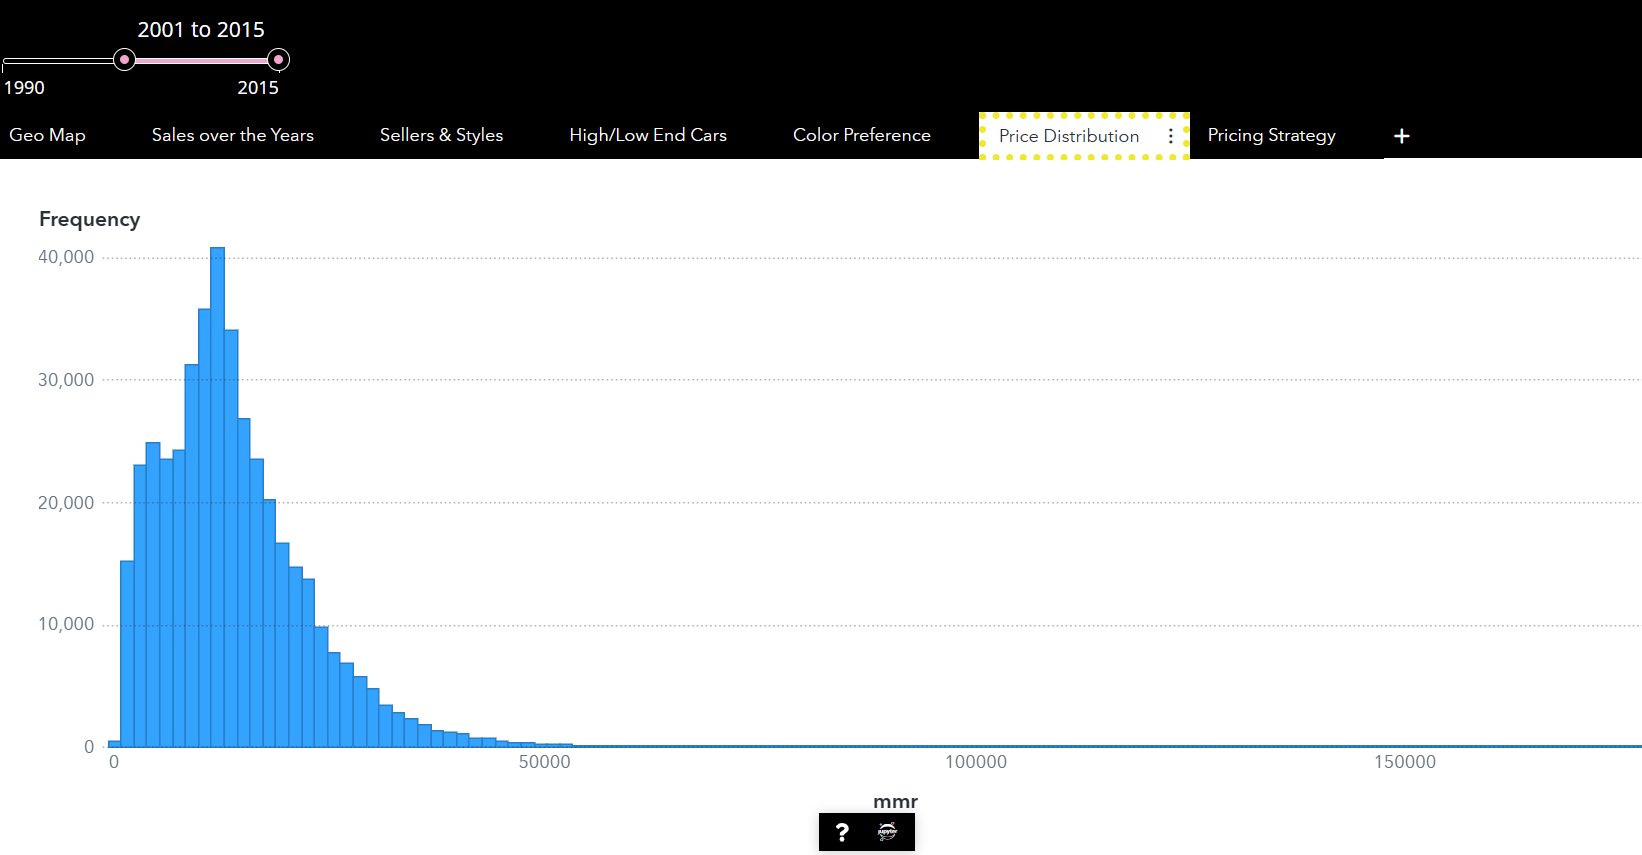 2001 to 2015
1990 2015
Geo Map Sales over the Years Sellers & Styles High/Low End Cars Color Preference Price Distribution Pricing Strategy +
Frequency
40,000
30,000
20,000
10,000
0
0 50000 100000 150000
mmr
? jupyter